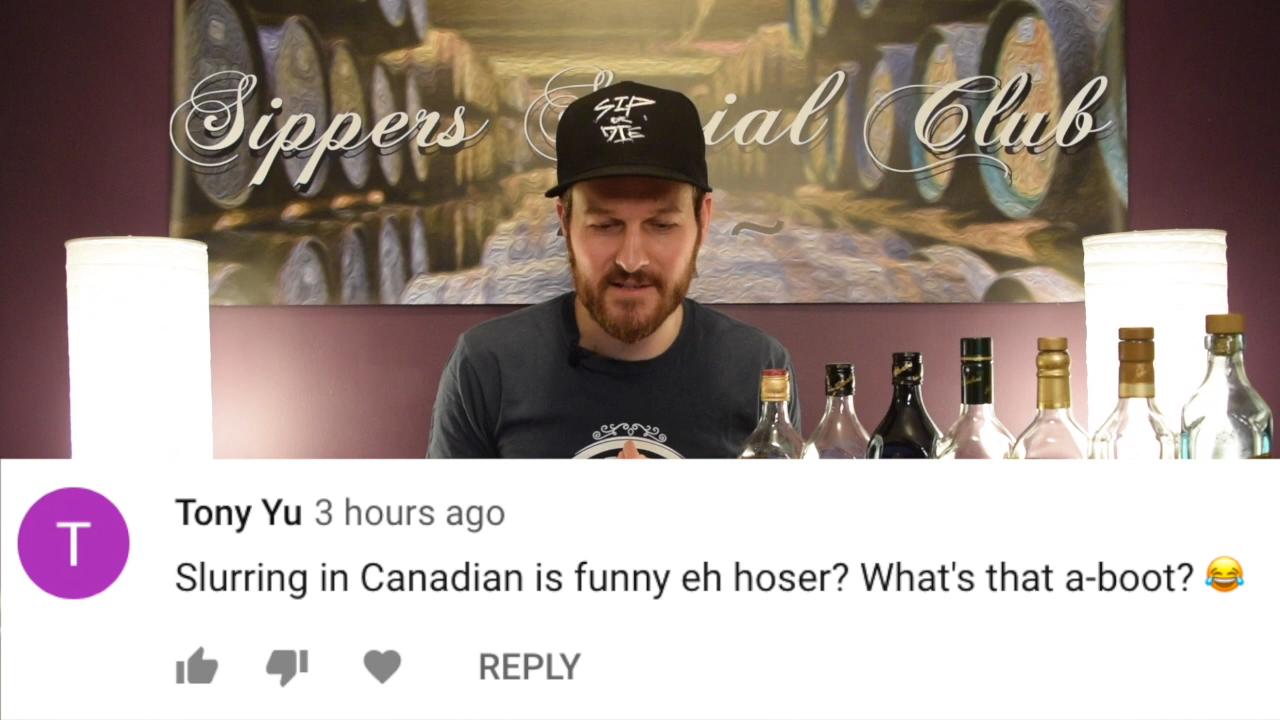 Sippers ial Club
SIP
OR
DIE
~
T
Tony Yu 3 hours ago
Slurring in Canadian is funny eh hoser? What's that a-boot? 😂
REPLY